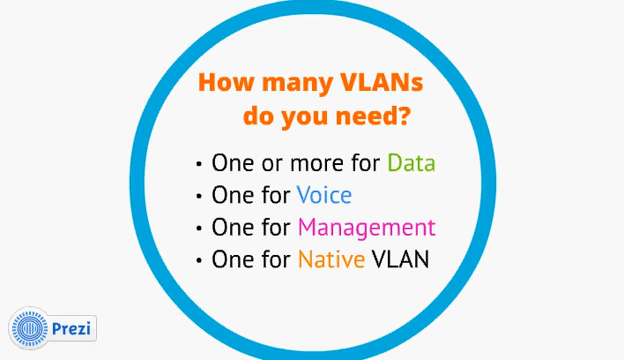 How many VLANs
do you need?
• One or more for Data
• One for Voice
• One for Management
• One for Native VLAN
Prezi